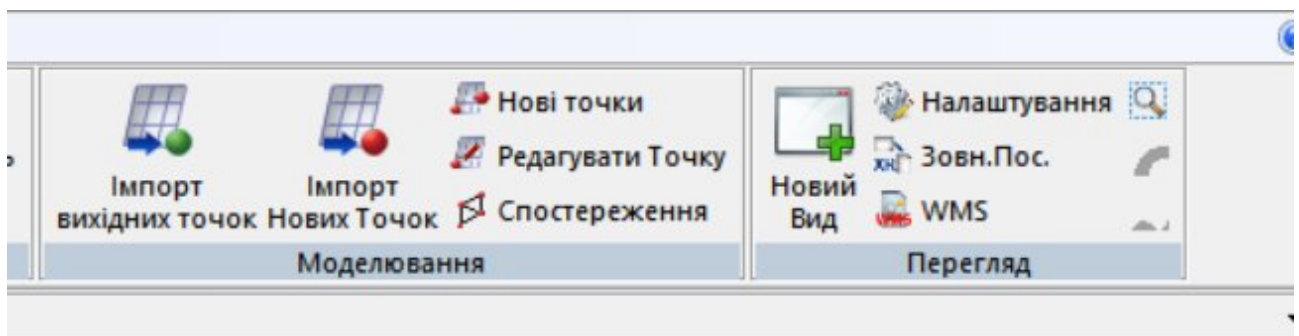 Імпорт
вихідних точок
Імпорт
Нових Точок
Нові точки
Редагувати Точку
Спостереження
Моделювання
Новий
Вид
Налаштування
Зовн.Пос.
WMS
WMS
Перегляд